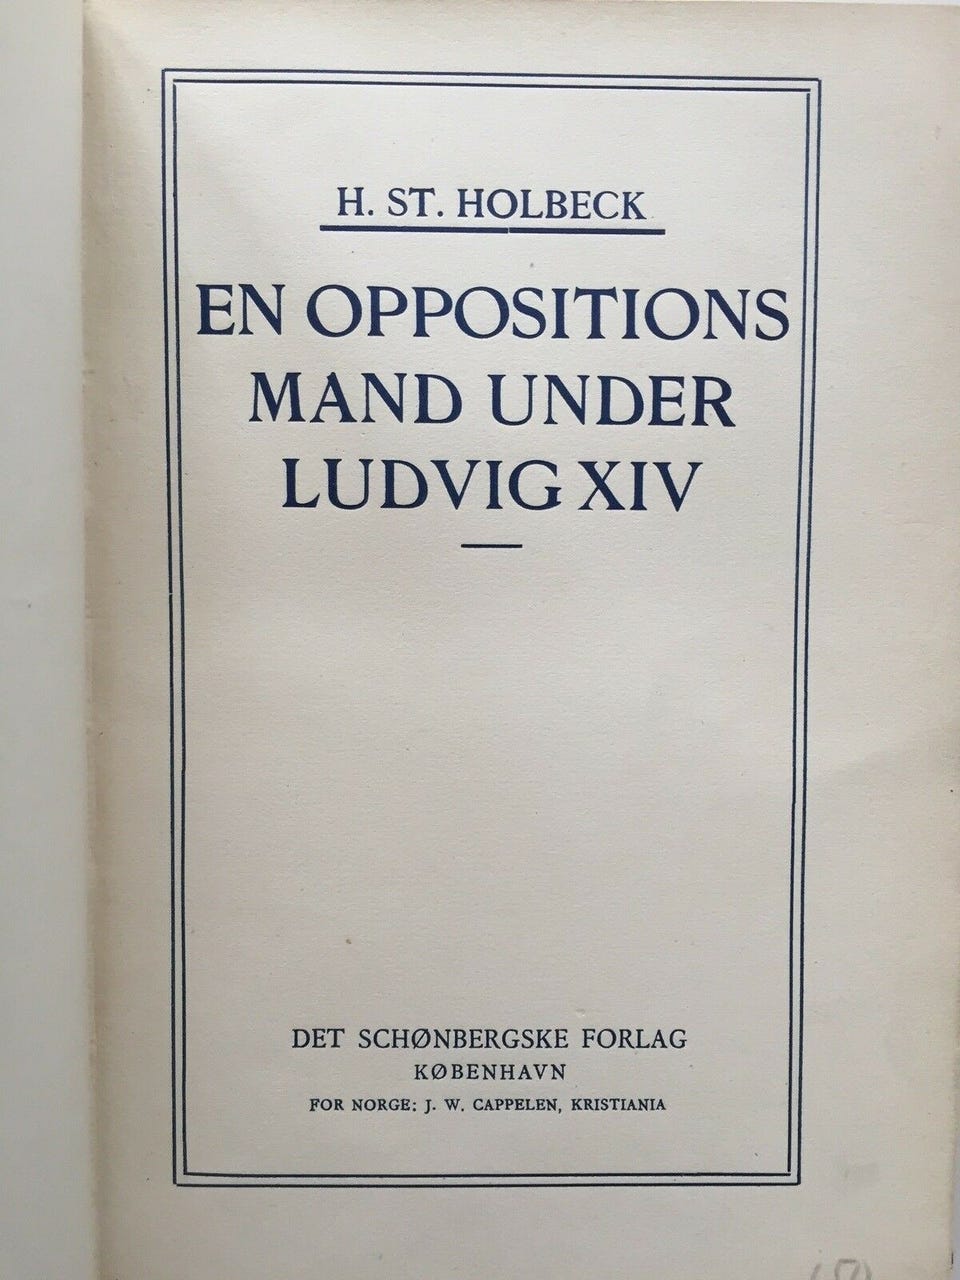 H. ST. HOLBECK
EN OPPOSITIONS
MAND UNDER
LUDVIG XIV
DET SCHØNBERGSKE FORLAG
KØBENHAVN
FOR NORGE: J. W. CAPPELEN, KRISTIANIA